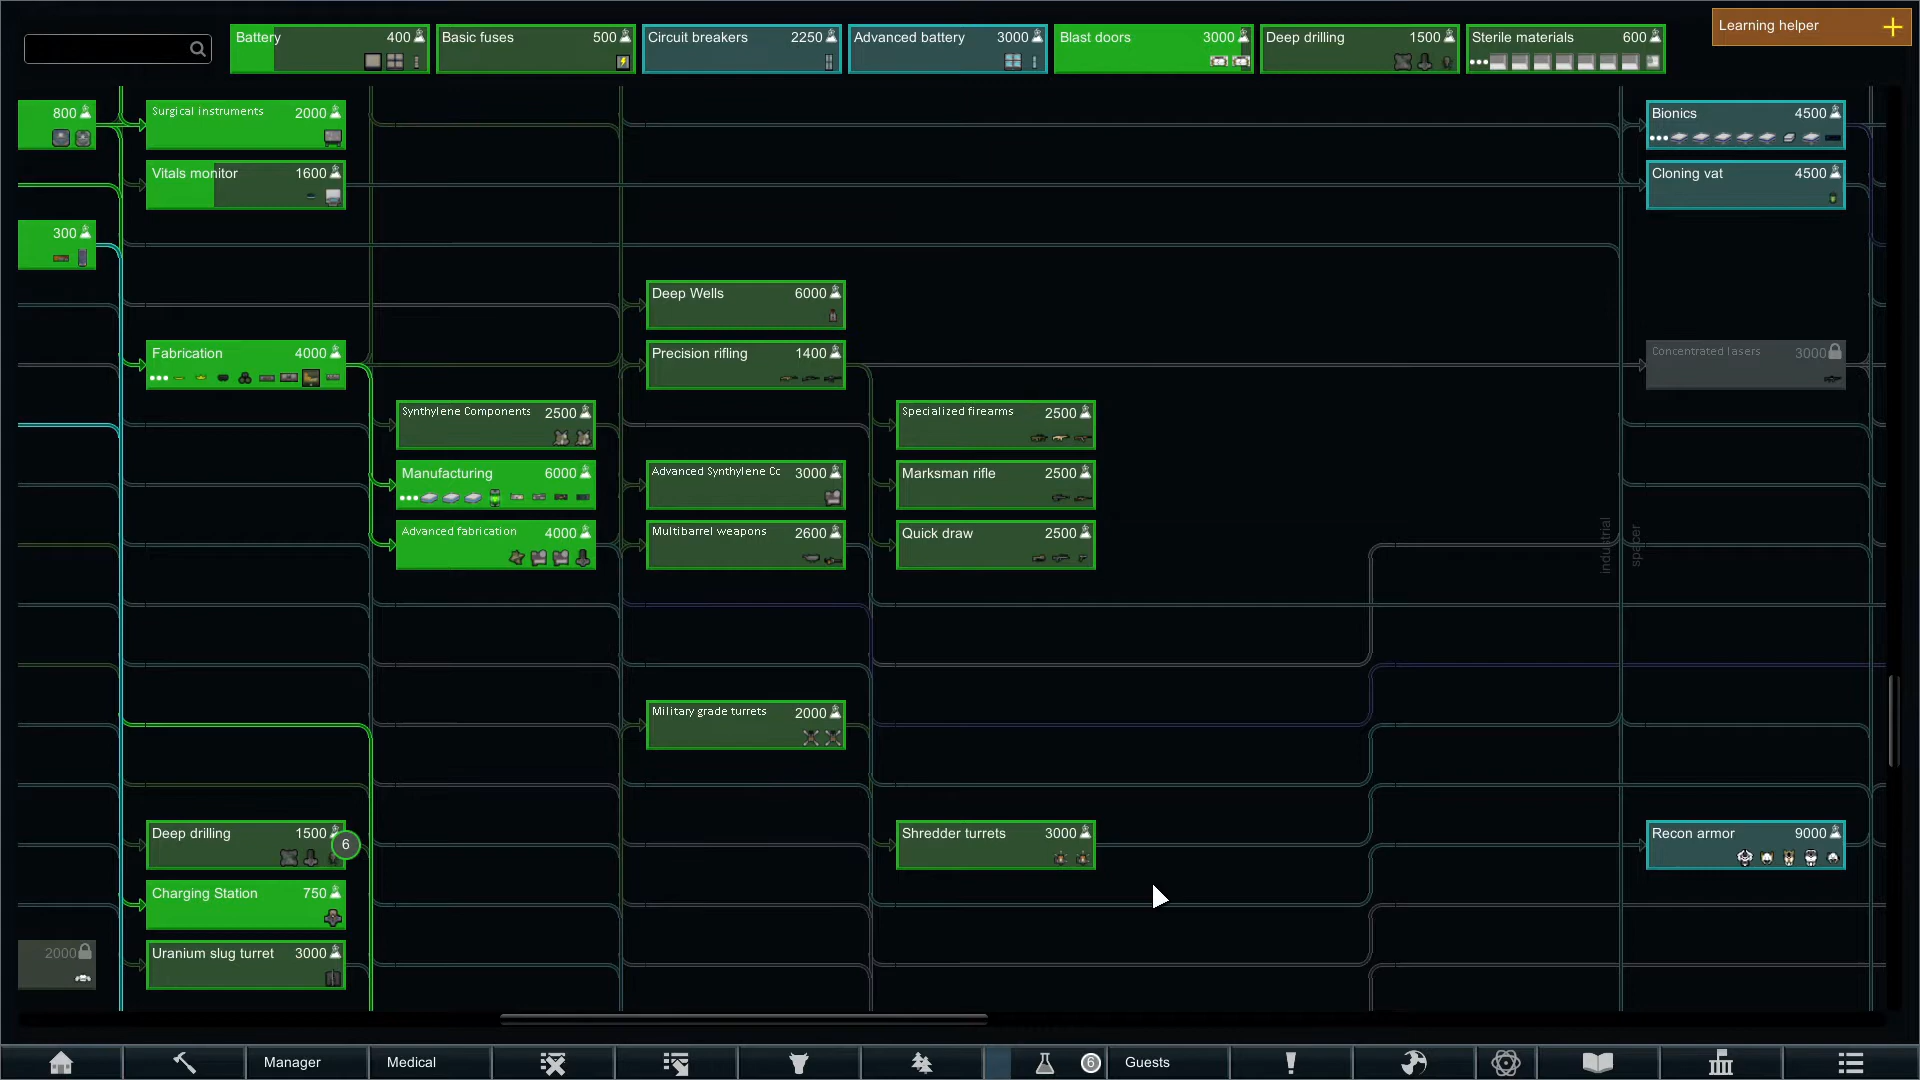 Battery 400
Basic fuses 500
Circuit breakers 2250
Advanced battery 3000
Blast doors 3000
Deep drilling 1500
Sterile materials 600
Learning helper
800
Surgical instruments 2000
Bionics 4500
Vitals monitor 1600
Cloning vat 4500
300
Deep Wells 6000
Fabrication 4000
Precision rifling 1400
Concentrated lasers 3000
Synthylene Components 2500
Specialized firearms 2500
Manufacturing 6000
Advanced Synthylene Cc 3000
Marksman rifle 2500
Advanced fabrication 4000
Multibarrel weapons 2600
Quick draw 2500
industrial
spacer
Military grade turrets 2000
Deep drilling 1500
6
Shredder turrets 3000
Recon armor 9000
Charging Station 750
2000
Uranium slug turret 3000
Manager
Medical
6
Guests